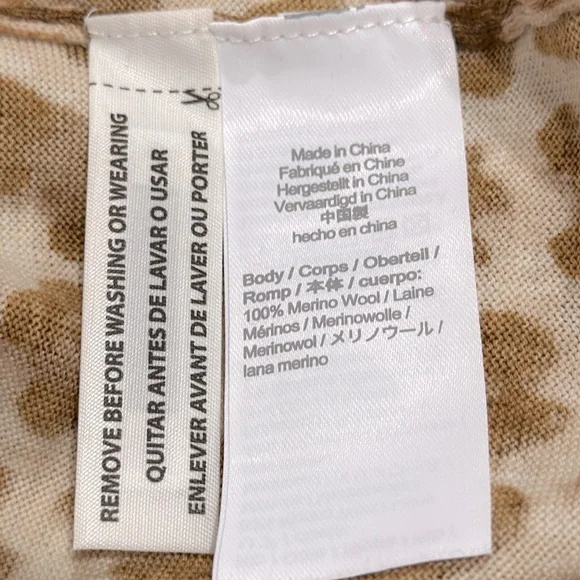 REMOVE BEFORE WASHING OR WEARING
QUITAR ANTES DE LAVAR O USAR
ENLEVER AVANT DE LAVER OU PORTER
Made in China
Fabriqué en Chine
Hergestellt in China
Vervaardigd in China
中国製
hecho en china
Body / Corps / Oberteil /
Romp / 本体 / cuerpo:
100% Merino Wool / Laine
Mérinos / Merinowolle /
Merinowol / メリノウール /
lana merino